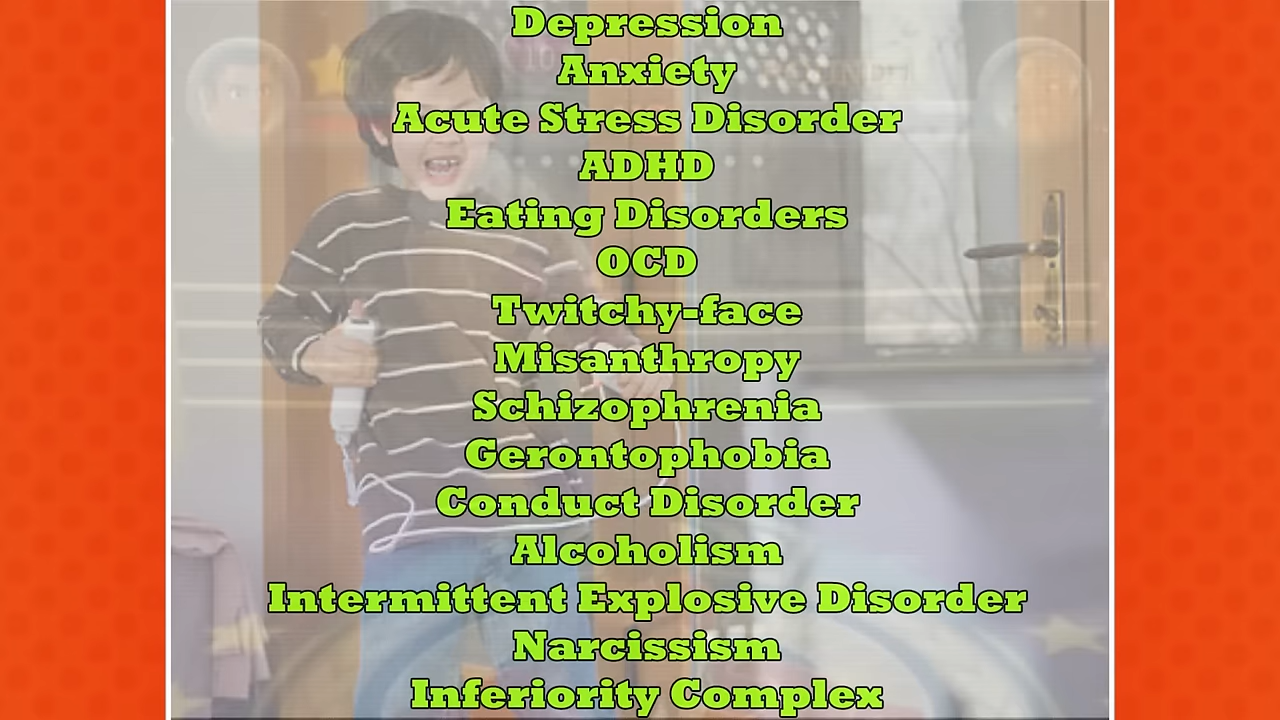 Depression
Anxiety
Acute Stress Disorder
ADHD
Eating Disorders
OCD
Twitchy-face
Misanthropy
Schizophrenia
Gerontophobia
Conduct Disorder
Alcoholism
Intermittent Explosive Disorder
Narcissism
Inferiority Complex